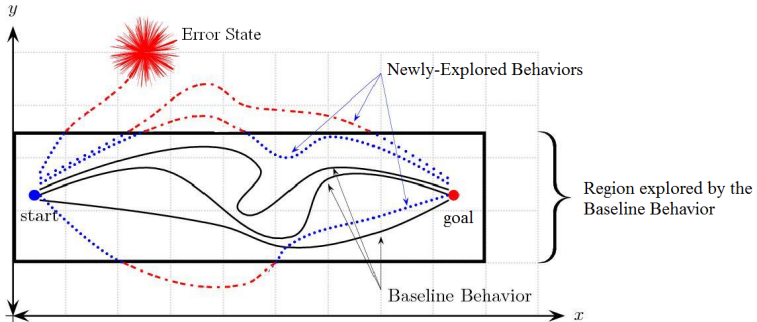 y
Error State
Newly-Explored Behaviors
Region explored by the
Baseline Behavior
start
goal
Baseline Behavior
x